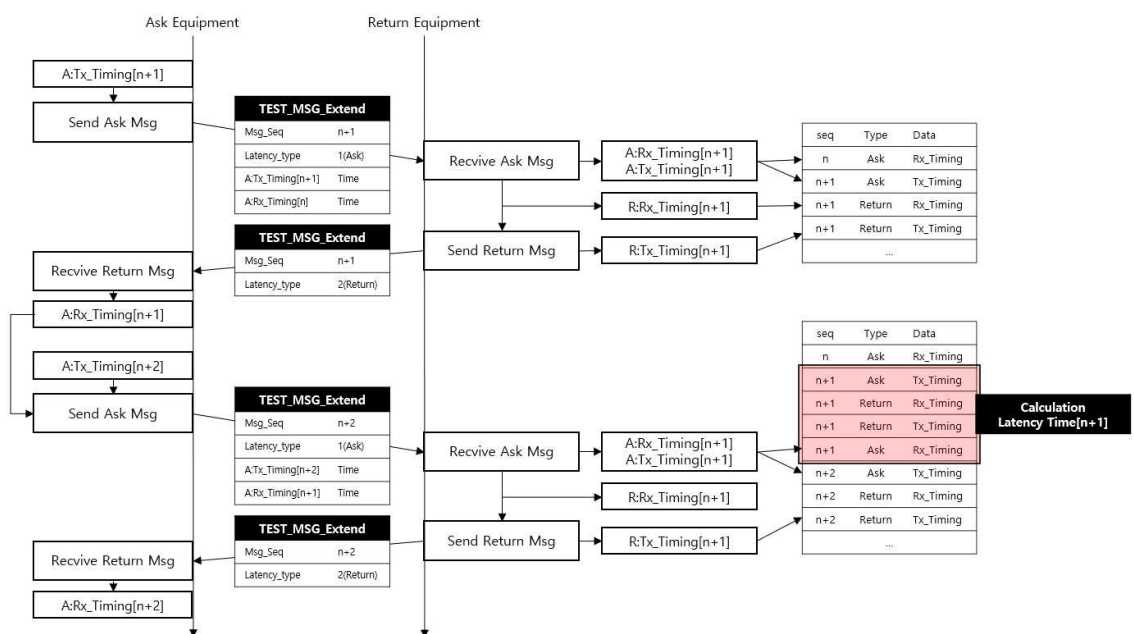 Ask Equipment
Return Equipment
A:Tx_Timing[n+1]
Send Ask Msg
TEST_MSG_Extend
Msg_Seq n+1
Latency_type 1(Ask)
A:Tx_Timing[n+1] Time
A:Rx_Timing[n] Time
Recvive Ask Msg
A:Rx_Timing[n+1]
A:Tx_Timing[n+1]
R:Rx_Timing[n+1]
Send Return Msg
R:Tx_Timing[n+1]
seq Type Data
n Ask Rx_Timing
n+1 Ask Tx_Timing
n+1 Return Rx_Timing
n+1 Return Tx_Timing
...
TEST_MSG_Extend
Msg_Seq n+1
Latency_type 2(Return)
Recvive Return Msg
A:Rx_Timing[n+1]
A:Tx_Timing[n+2]
Send Ask Msg
TEST_MSG_Extend
Msg_Seq n+2
Latency_type 1(Ask)
A:Tx_Timing[n+2] Time
A:Rx_Timing[n+1] Time
Recvive Ask Msg
A:Rx_Timing[n+1]
A:Tx_Timing[n+1]
R:Rx_Timing[n+1]
Send Return Msg
R:Tx_Timing[n+1]
seq Type Data
n Ask Rx_Timing
n+1 Ask Tx_Timing
n+1 Return Rx_Timing
n+1 Return Tx_Timing
n+1 Ask Rx_Timing
n+2 Ask Tx_Timing
n+2 Return Rx_Timing
n+2 Return Tx_Timing
...
Calculation
Latency Time[n+1]
TEST_MSG_Extend
Msg_Seq n+2
Latency_type 2(Return)
Recvive Return Msg
A:Rx_Timing[n+2]